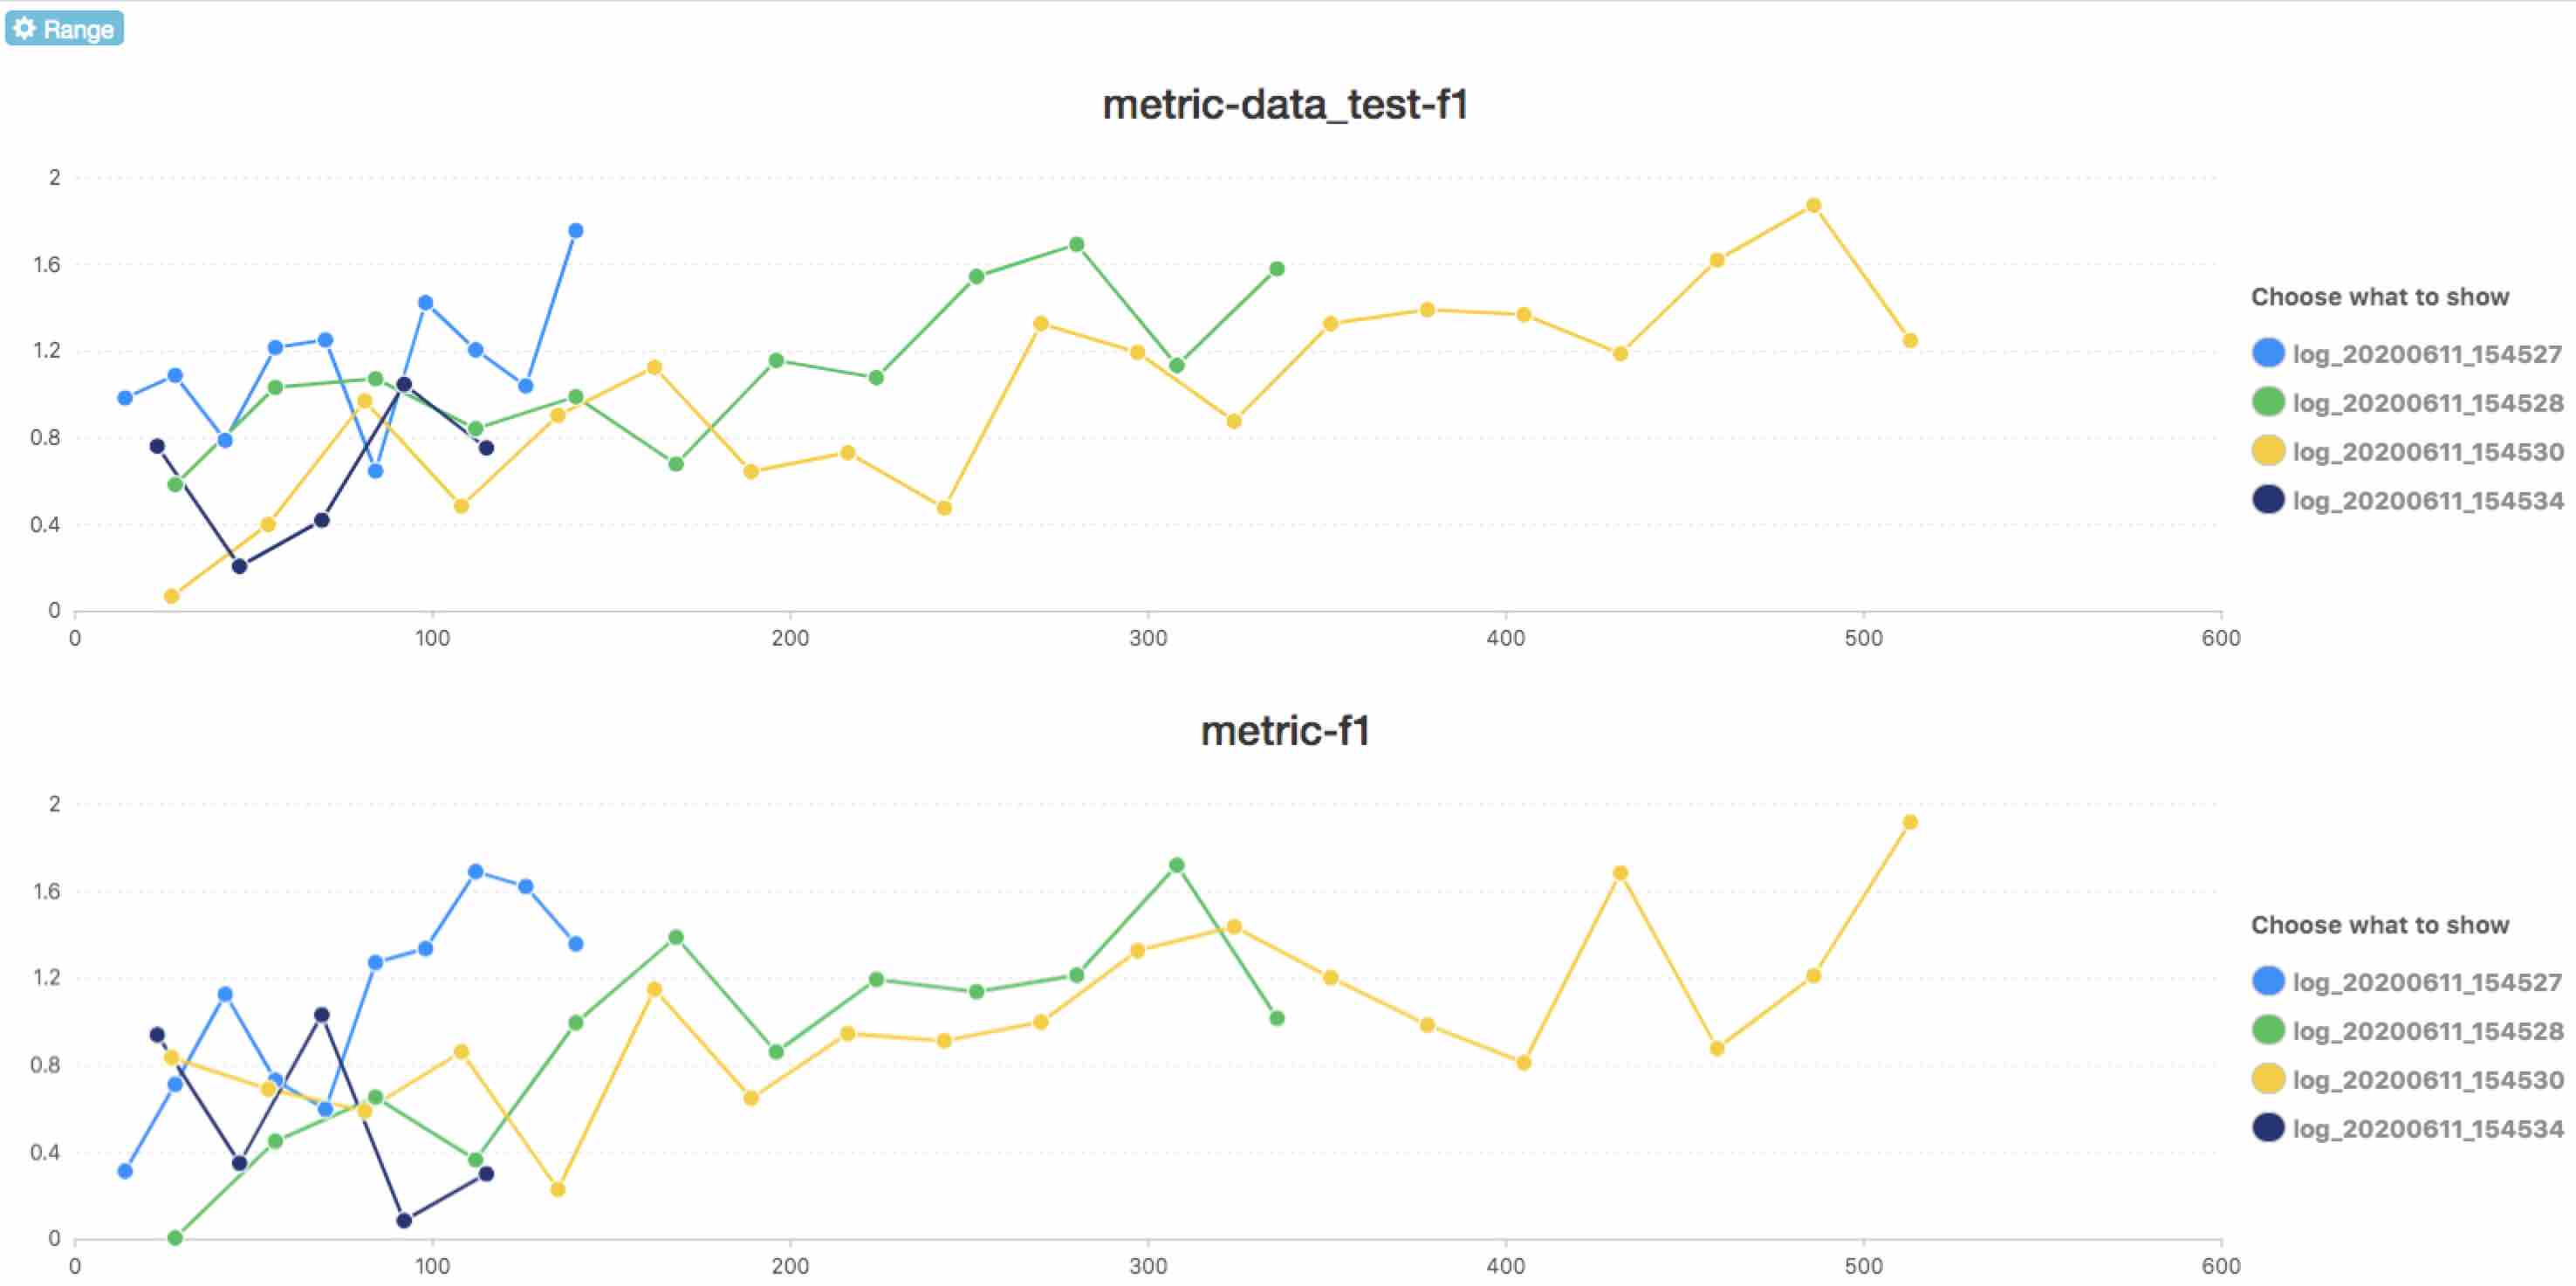 Range
metric-data_test-f1
2
1.6
1.2
0.8
0.4
0
0 100 200 300 400 500 600
Choose what to show
log_20200611_154527
log_20200611_154528
log_20200611_154530
log_20200611_154534
metric-f1
2
1.6
1.2
0.8
0.4
0
0 100 200 300 400 500 600
Choose what to show
log_20200611_154527
log_20200611_154528
log_20200611_154530
log_20200611_154534